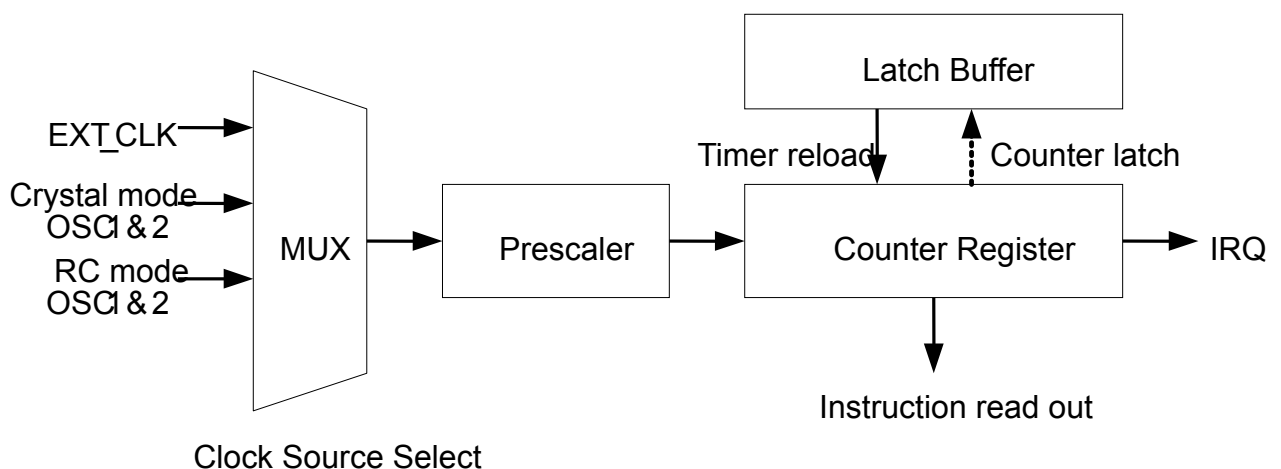 Latch Buffer
EXT_CLK
Timer reload
Counter latch
Crystal mode
OSC1 & 2
MUX
Prescaler
Counter Register
IRQ
RC mode
OSC1 & 2
Instruction read out
Clock Source Select